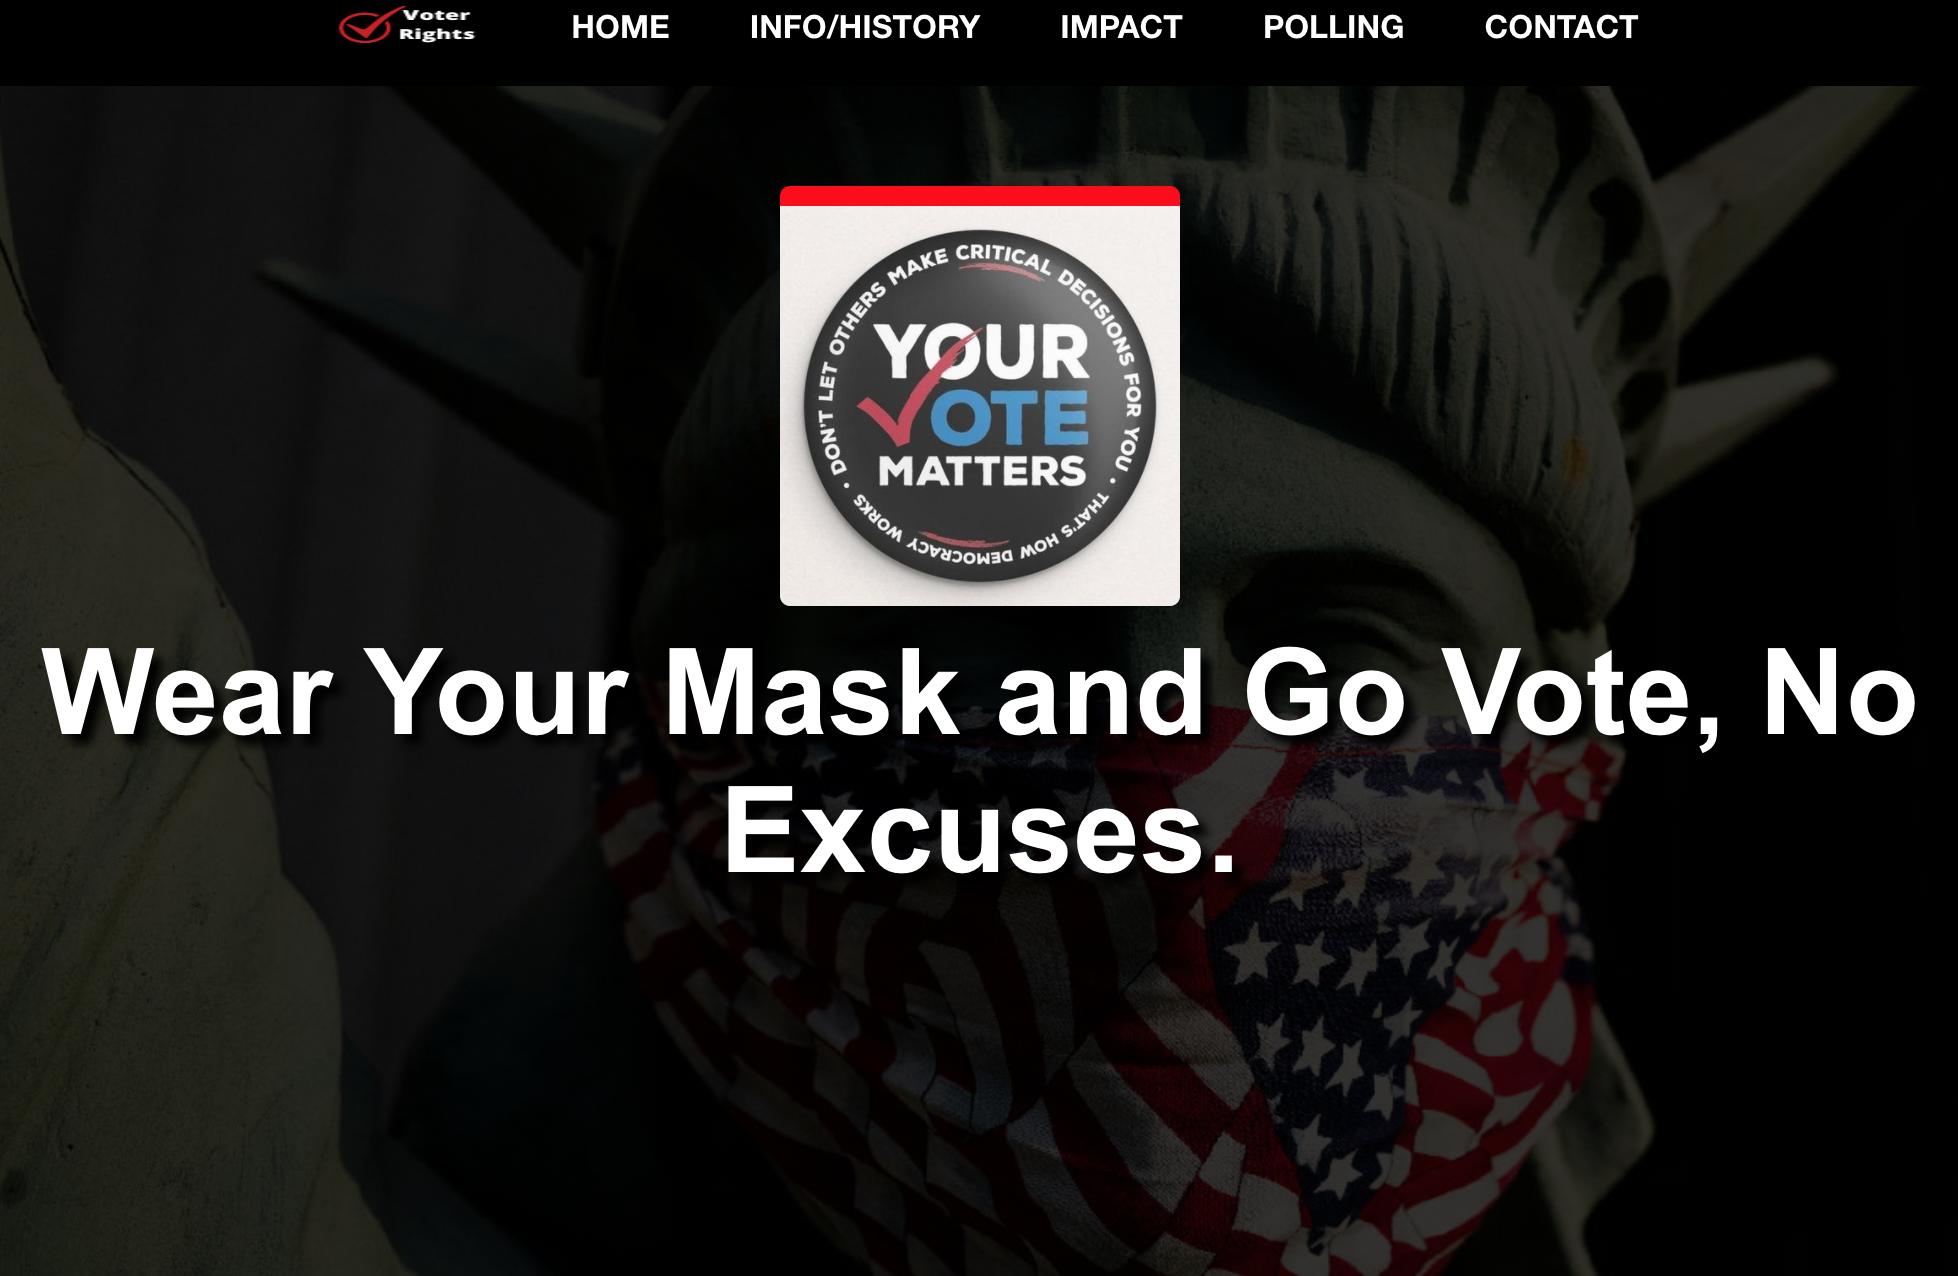 Voter
Rights
HOME INFO/HISTORY IMPACT POLLING CONTACT
DON'T LET OTHERS MAKE CRITICAL DECISIONS FOR YOU • THAT'S HOW DEMOCRACY WORKS •
YOUR
VOTE
MATTERS
Wear Your Mask and Go Vote, No
Excuses.